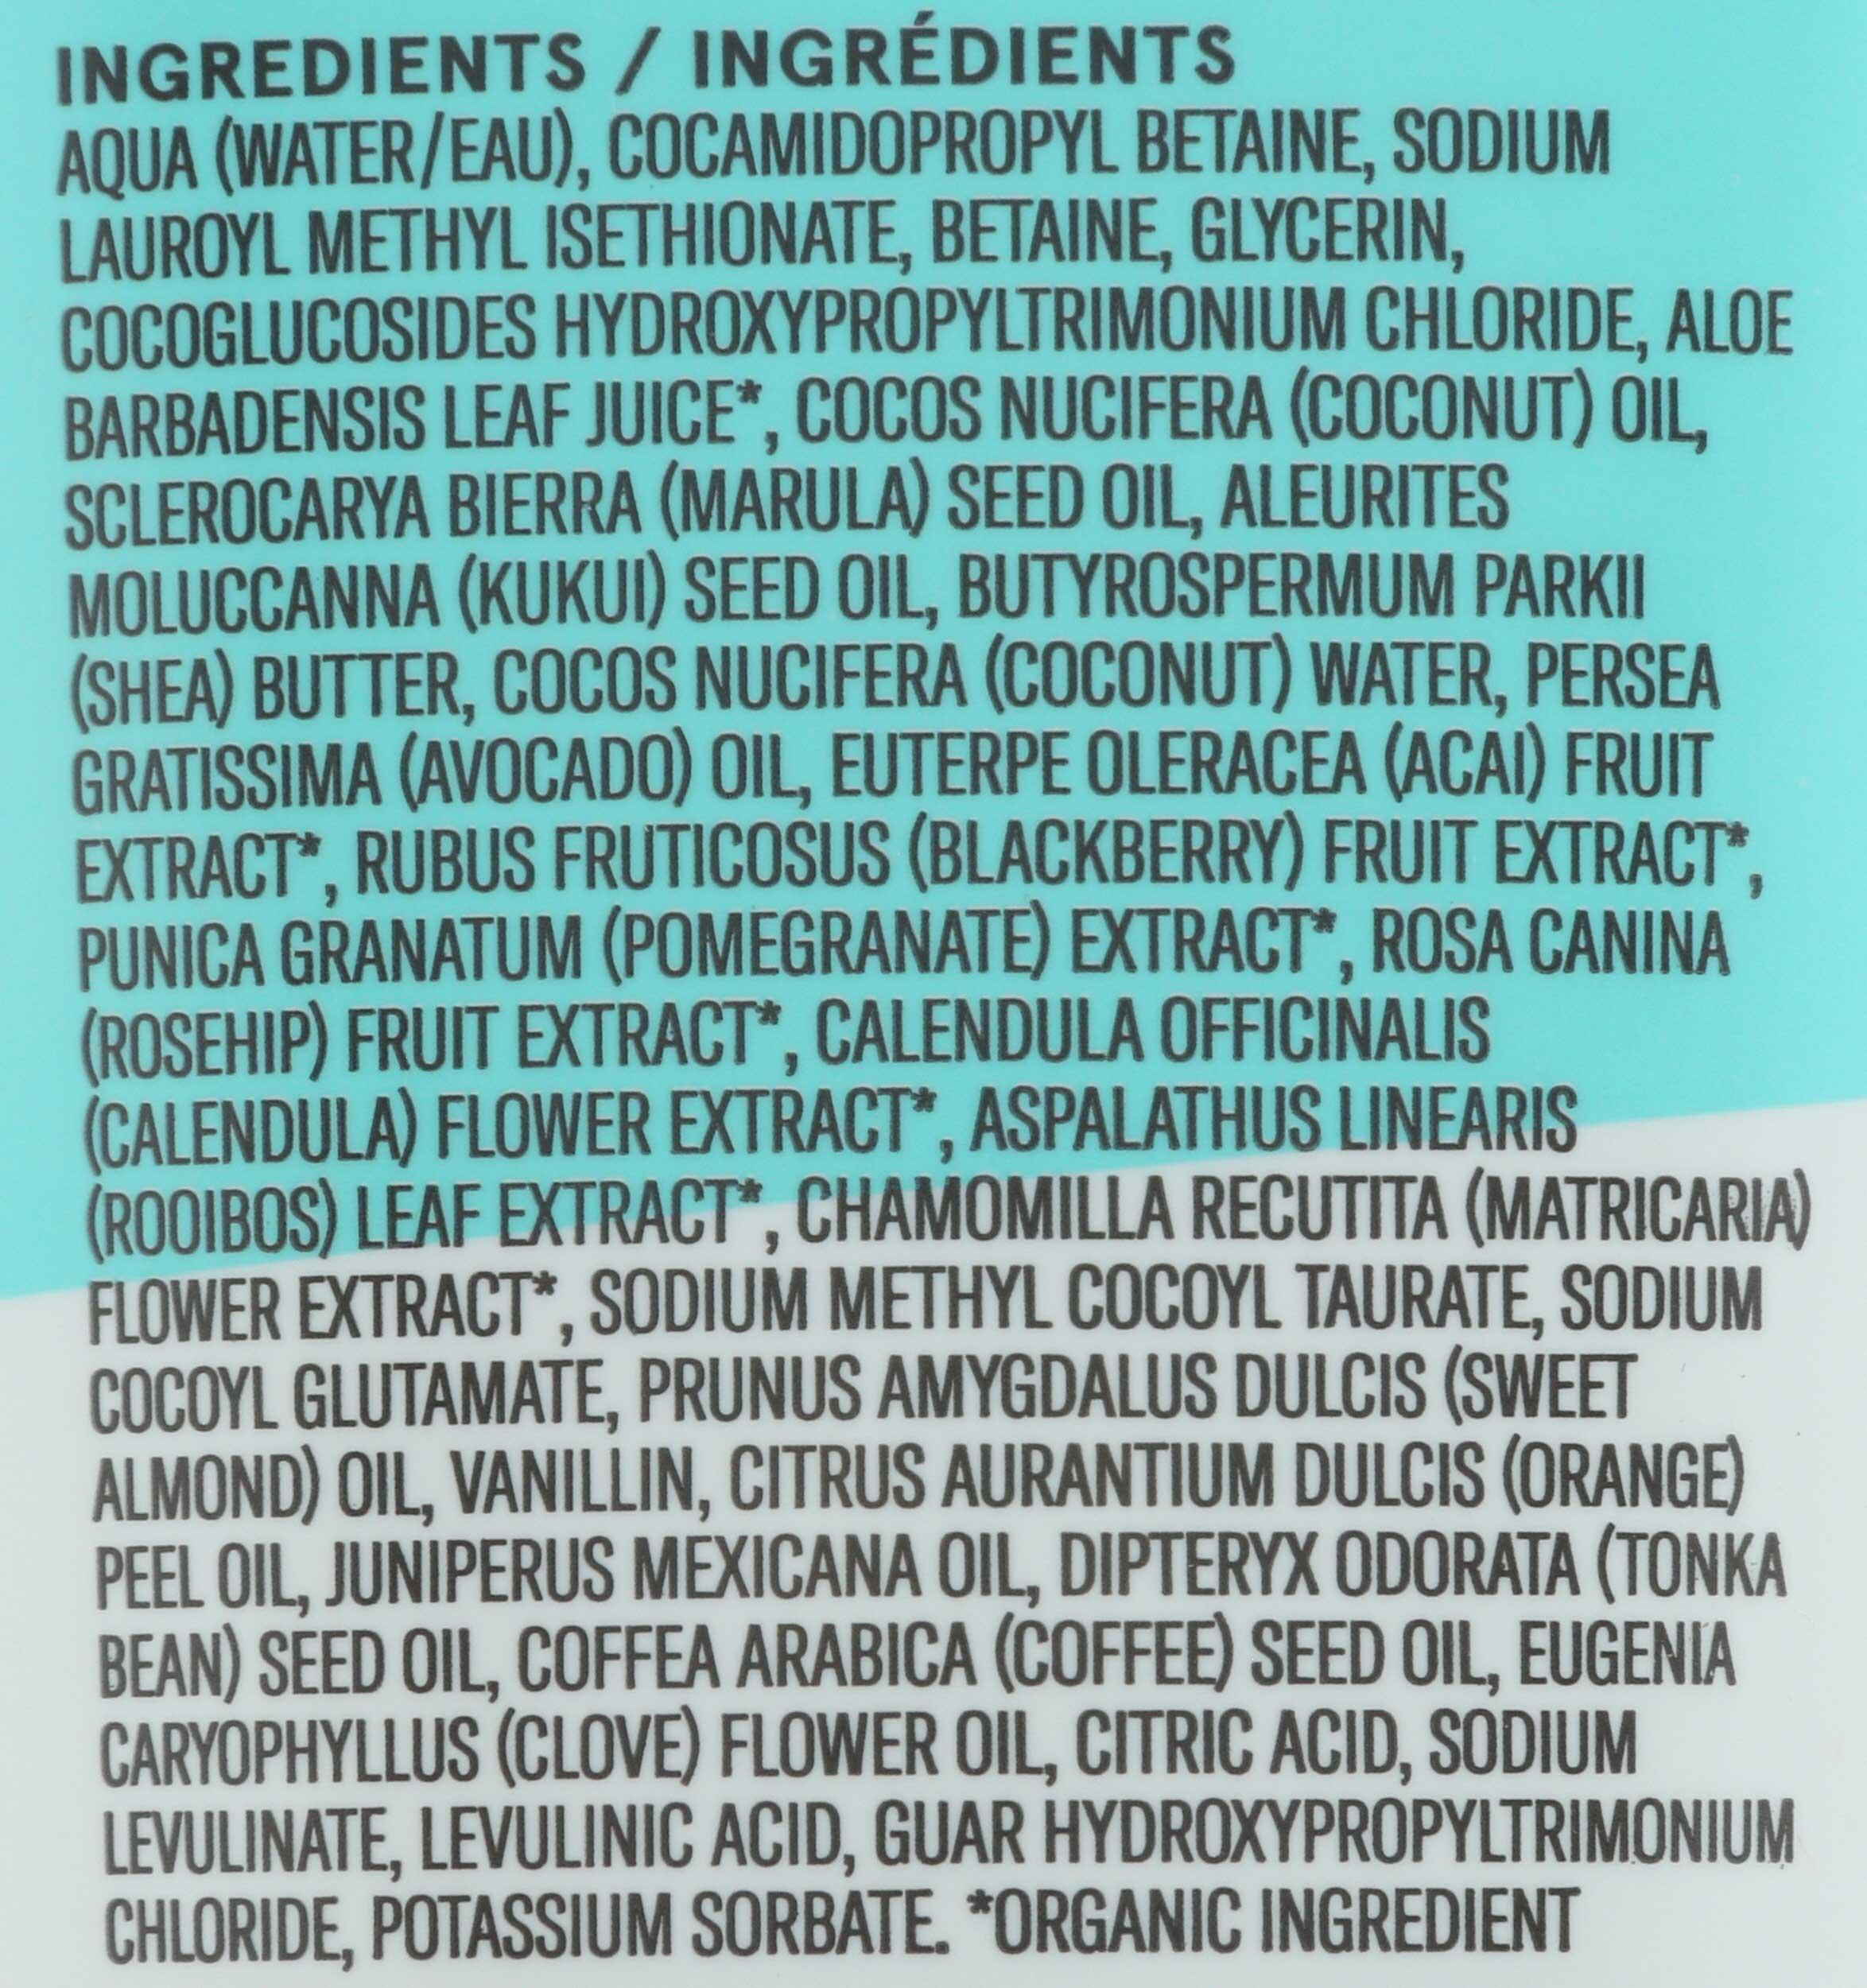 INGREDIENTS / INGRÉDIENTS
AQUA (WATER/EAU), COCAMIDOPROPYL BETAINE, SODIUM
LAUROYL METHYL ISETHIONATE, BETAINE, GLYCERIN,
COCOGLUCOSIDES HYDROXYPROPYLTRIMONIUM CHLORIDE, ALOE
BARBADENSIS LEAF JUICE*, COCOS NUCIFERA (COCONUT) OIL,
SCLEROCARYA BIERRA (MARULA) SEED OIL, ALEURITES
MOLUCCANNA (KUKUI) SEED OIL, BUTYROSPERMUM PARKII
(SHEA) BUTTER, COCOS NUCIFERA (COCONUT) WATER, PERSEA
GRATISSIMA (AVOCADO) OIL, EUTERPE OLERACEA (ACAI) FRUIT
EXTRACT*, RUBUS FRUTICOSUS (BLACKBERRY) FRUIT EXTRACT*,
PUNICA GRANATUM (POMEGRANATE) EXTRACT*, ROSA CANINA
(ROSEHIP) FRUIT EXTRACT*, CALENDULA OFFICINALIS
(CALENDULA) FLOWER EXTRACT*, ASPALATHUS LINEARIS
(ROOIBOS) LEAF EXTRACT*, CHAMOMILLA RECUTITA (MATRICARIA)
FLOWER EXTRACT*, SODIUM METHYL COCOYL TAURATE, SODIUM
COCOYL GLUTAMATE, PRUNUS AMYGDALUS DULCIS (SWEET
ALMOND) OIL, VANILLIN, CITRUS AURANTIUM DULCIS (ORANGE)
PEEL OIL, JUNIPERUS MEXICANA OIL, DIPTERYX ODORATA (TONKA
BEAN) SEED OIL, COFFEA ARABICA (COFFEE) SEED OIL, EUGENIA
CARYOPHYLLUS (CLOVE) FLOWER OIL, CITRIC ACID, SODIUM
LEVULINATE, LEVULINIC ACID, GUAR HYDROXYPROPYLTRIMONIUM
CHLORIDE, POTASSIUM SORBATE. *ORGANIC INGREDIENT